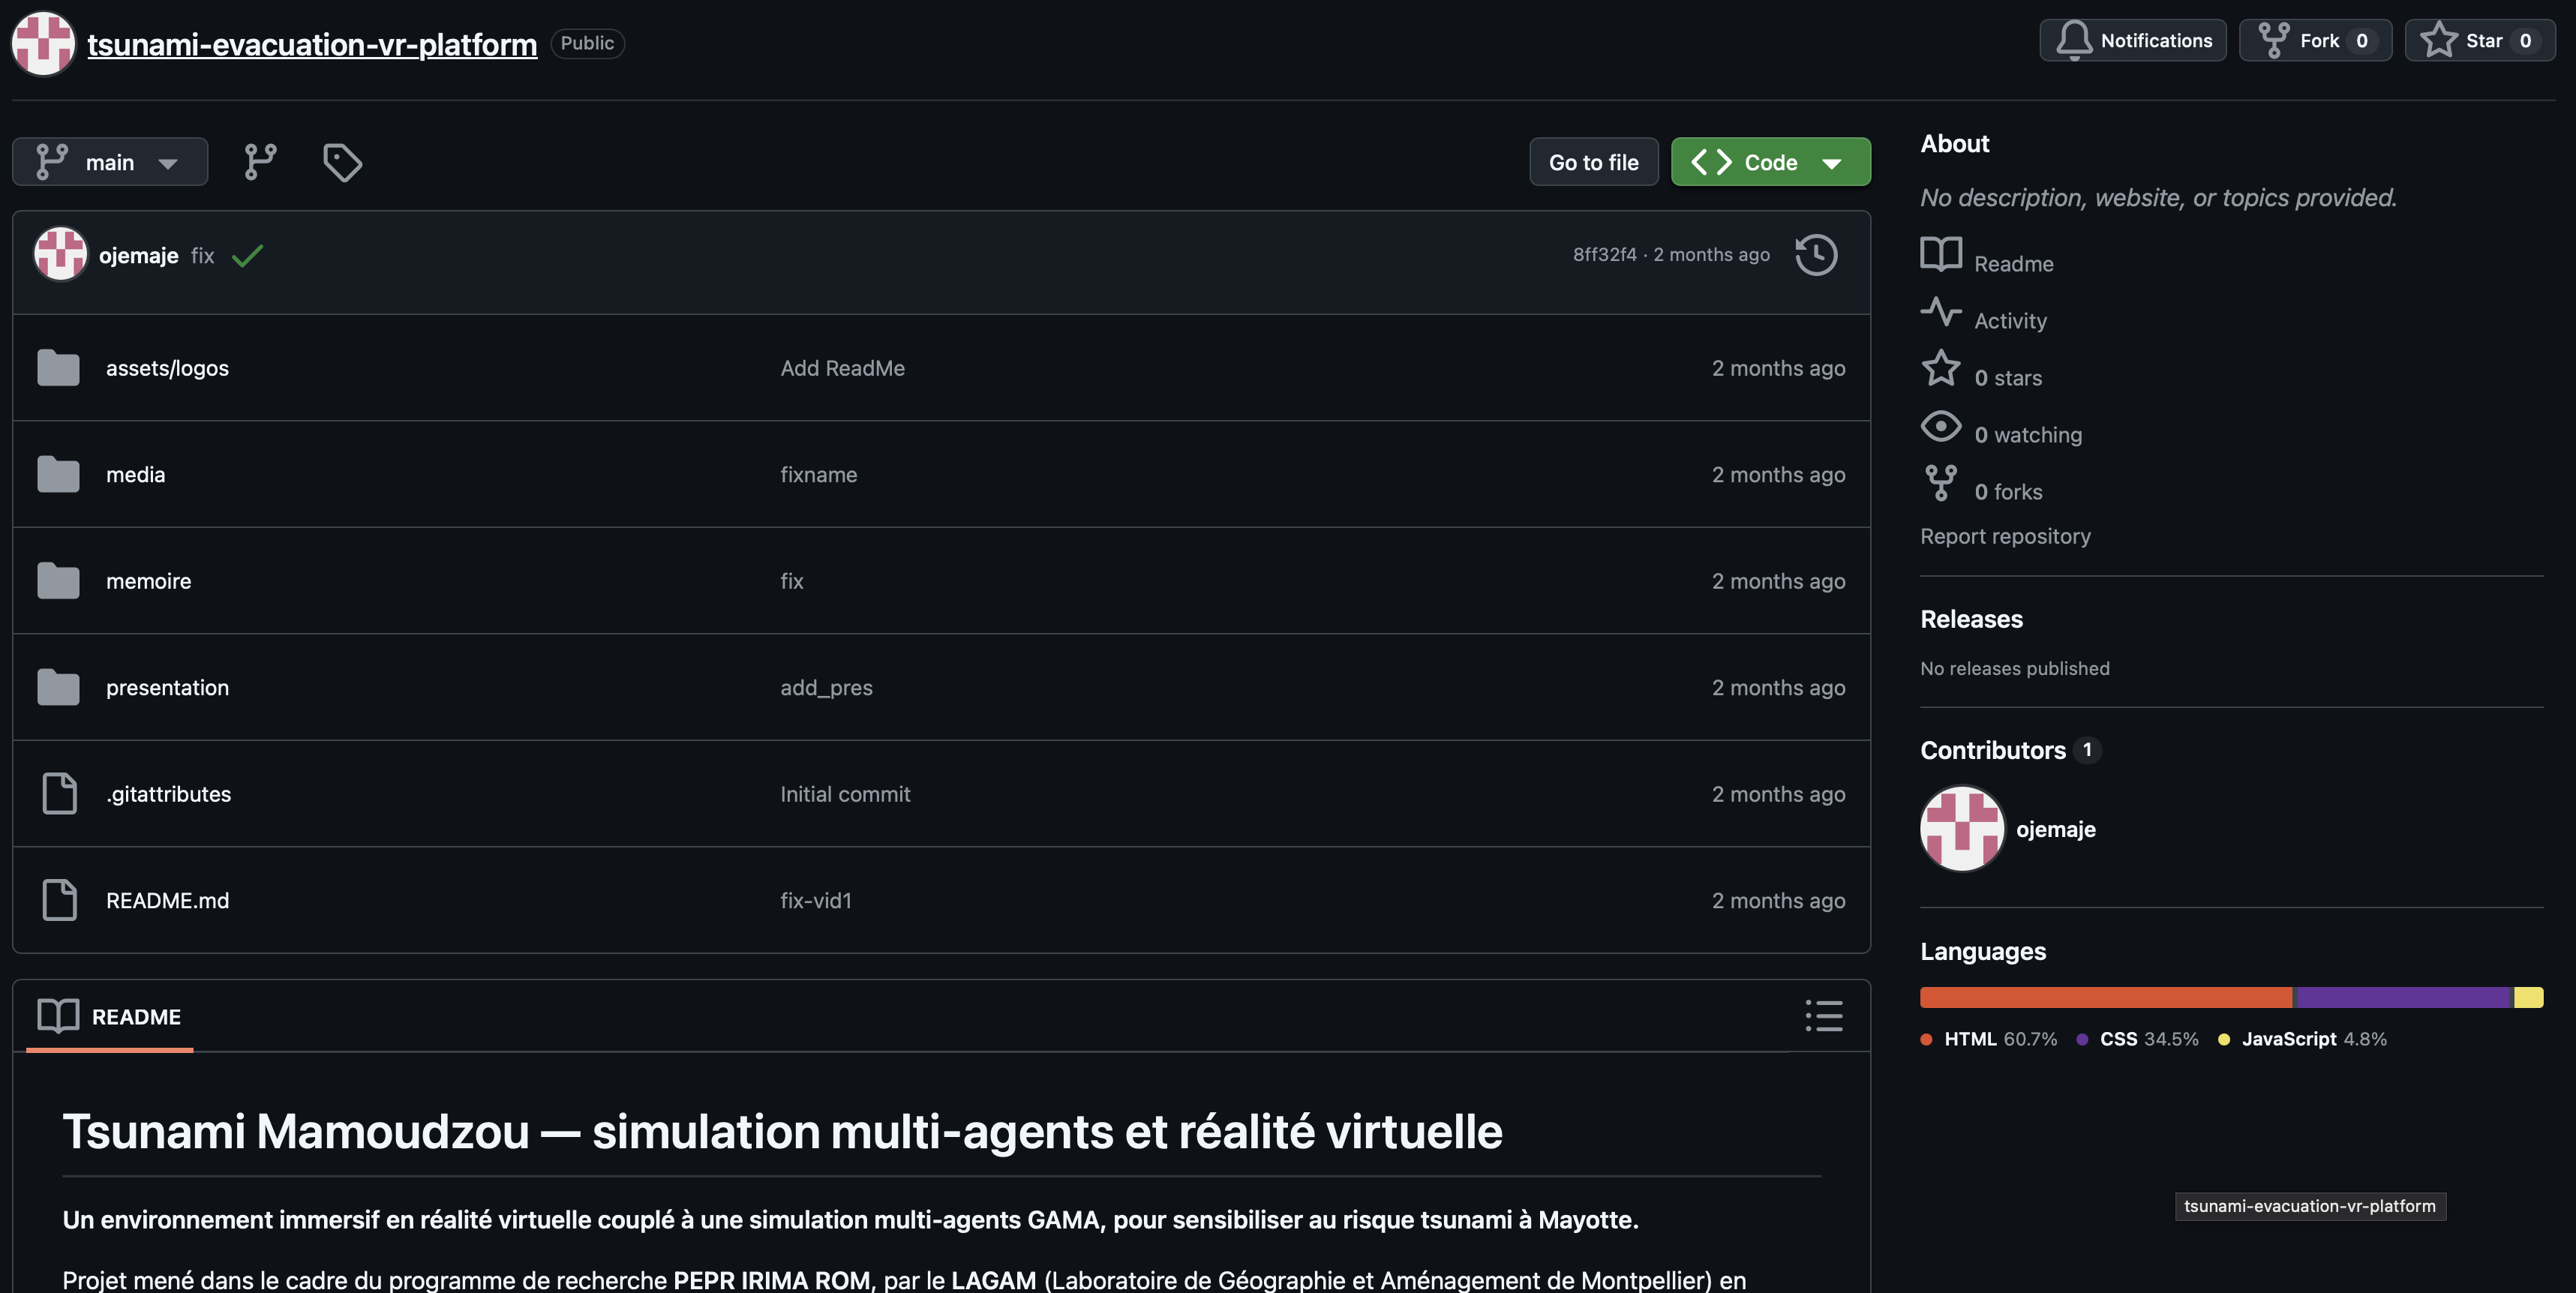 tsunami-evacuation-vr-platform Public Notifications Fork 0 Star 0
main Go to file Code
ojemaje fix 8ff32f4 · 2 months ago
assets/logos Add ReadMe 2 months ago
media fixname 2 months ago
memoire fix 2 months ago
presentation add_pres 2 months ago
.gitattributes Initial commit 2 months ago
README.md fix-vid1 2 months ago
README
Tsunami Mamoudzou — simulation multi-agents et réalité virtuelle
Un environnement immersif en réalité virtuelle couplé à une simulation multi-agents GAMA, pour sensibiliser au risque tsunami à Mayotte.
Projet mené dans le cadre du programme de recherche PEPR IRIMA ROM, par le LAGAM (Laboratoire de Géographie et Aménagement de Montpellier) en
About
No description, website, or topics provided.
Readme
Activity
0 stars
0 watching
0 forks
Report repository
Releases
No releases published
Contributors 1
ojemaje
Languages
HTML 60.7% CSS 34.5% JavaScript 4.8%
tsunami-evacuation-vr-platform